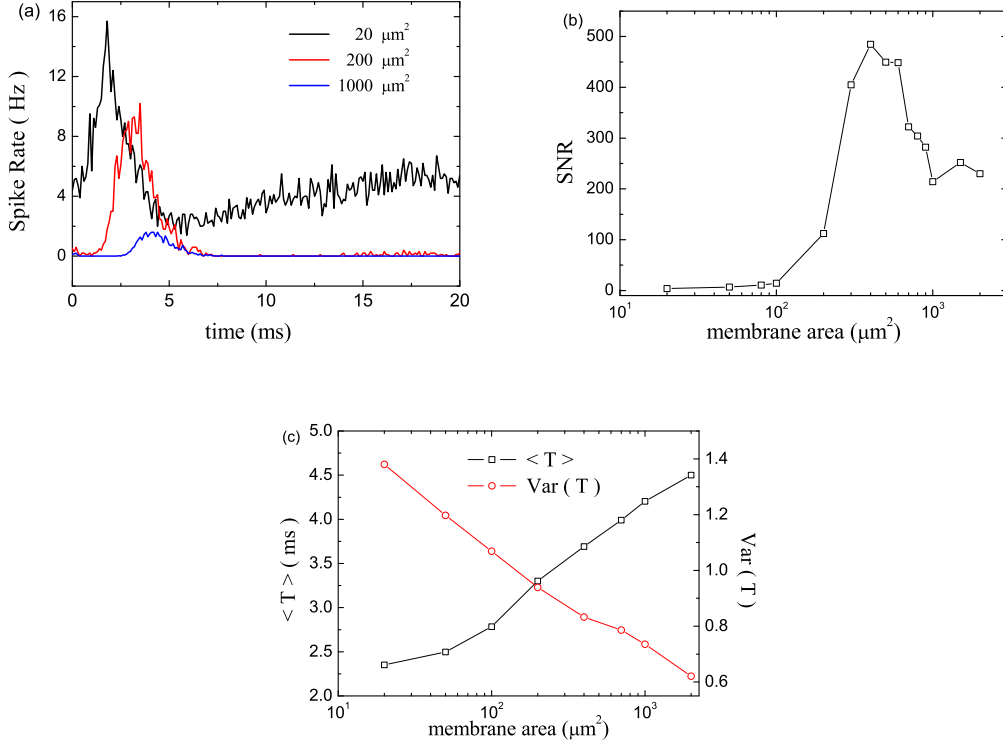 (a)
20 μm²
200 μm²
1000 μm²
Spike Rate ( Hz )
16
12
8
4
0
0
5
10
15
20
time (ms)
(b)
SNR
500
400
300
200
100
0
10¹
10²
10³
membrane area (μm²)
(c)
< T >
Var ( T )
< T > ( ms )
5.0
4.5
4.0
3.5
3.0
2.5
2.0
1.4
1.2
1.0
0.8
0.6
Var ( T )
10¹
10²
10³
membrane area (μm²)